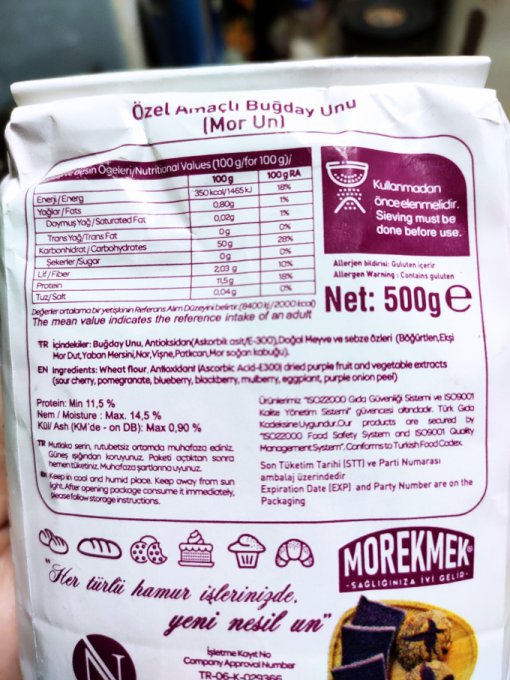 Özel Amaçlı Buğday Unu
(Mor Un)
Besin Ögeleri/Nutritional Values (100 g/for 100 g)/
100 g 100 g RA
Enerji/Energ 350 kcal/1465 kJ 18%
Yağlar/Fats 0,80g 1%
Doymuş Yağ/Saturated Fat 0,02g 1%
Trans Yağ/Trans Fat 0g 0
Karbonhidrat/Carbohydrates 50 g 28%
Şekerler/Sugar 0g 0
Lif/Fiber 2,03 g 10%
Protein 11,5g 18%
Tuz/Salt 0,04 g 0%
Değerler ortalama bir yetişkinin Referans Alım Düzeyini belirtir. (8400 kj/2000 kcal)
The mean value indicates the reference intake of an adult
Kullanmadan
önce elenmelidir.
Sieving must be
done before use.
Allerjen bildirisi: Guluten içerir
Allergen Warning : Contains guluten
Net: 500g e
TR İçindekiler: Buğday Unu, Antioksidan(Askorbik asit/E-300),Doğal Meyve ve sebze özleri (Böğürtlen,Ekşi
Mor Dut,Yaban Mersini,Nar,Vişne,Patlıcan,Mor soğan kabuğu).
EN Ingredients: Wheat flour, Antioxidant (Ascorbic Acid-E300) dried purple fruit and vegetable extracts
(sour cherry, pomegranate, blueberry, blackberry, mulberry, eggplant, purple onion peel)
Protein: Min 11,5 %
Nem / Moisture : Max. 14,5 %
Kül/ Ash (KM'de - on DB): Max 0,90 %
TR Mutlaka serin, rutubetsiz ortamda muhafaza ediniz.
Güneş ışığından koruyunuz. Paketi açtıktan sonra
hemen tüketiniz. Muhafaza şartlarına uyunuz.
Keep in cool and humid place. Keep away from sun
light. After opening package consume it immediately,
please follow storage instructions.
Ürünlerimiz "ISO22000 Gıda Güvenliği Sistemi ve ISO9001
Kalite Yönetim Sistemi" güvencesi altındadır. Türk Gıda
Kodeksine Uygundur. Our products are secured by
"ISO22000 Food Safety System and ISO9001 Quality
Management System". Conforms to Turkish Food Codex.
Son Tüketim Tarihi (STT) ve Parti Numarası
ambalaj üzerindedir
Expiration Date (EXP) and Party Number are on the
Packaging
MOREKMEK®
- SAĞLIĞINIZA İYİ GELİR -
"Her türlü hamur işlerinizde,
yeni nesil un"
N
İşletme Kayıt No
Company Approval Number
TR-06-K-029366